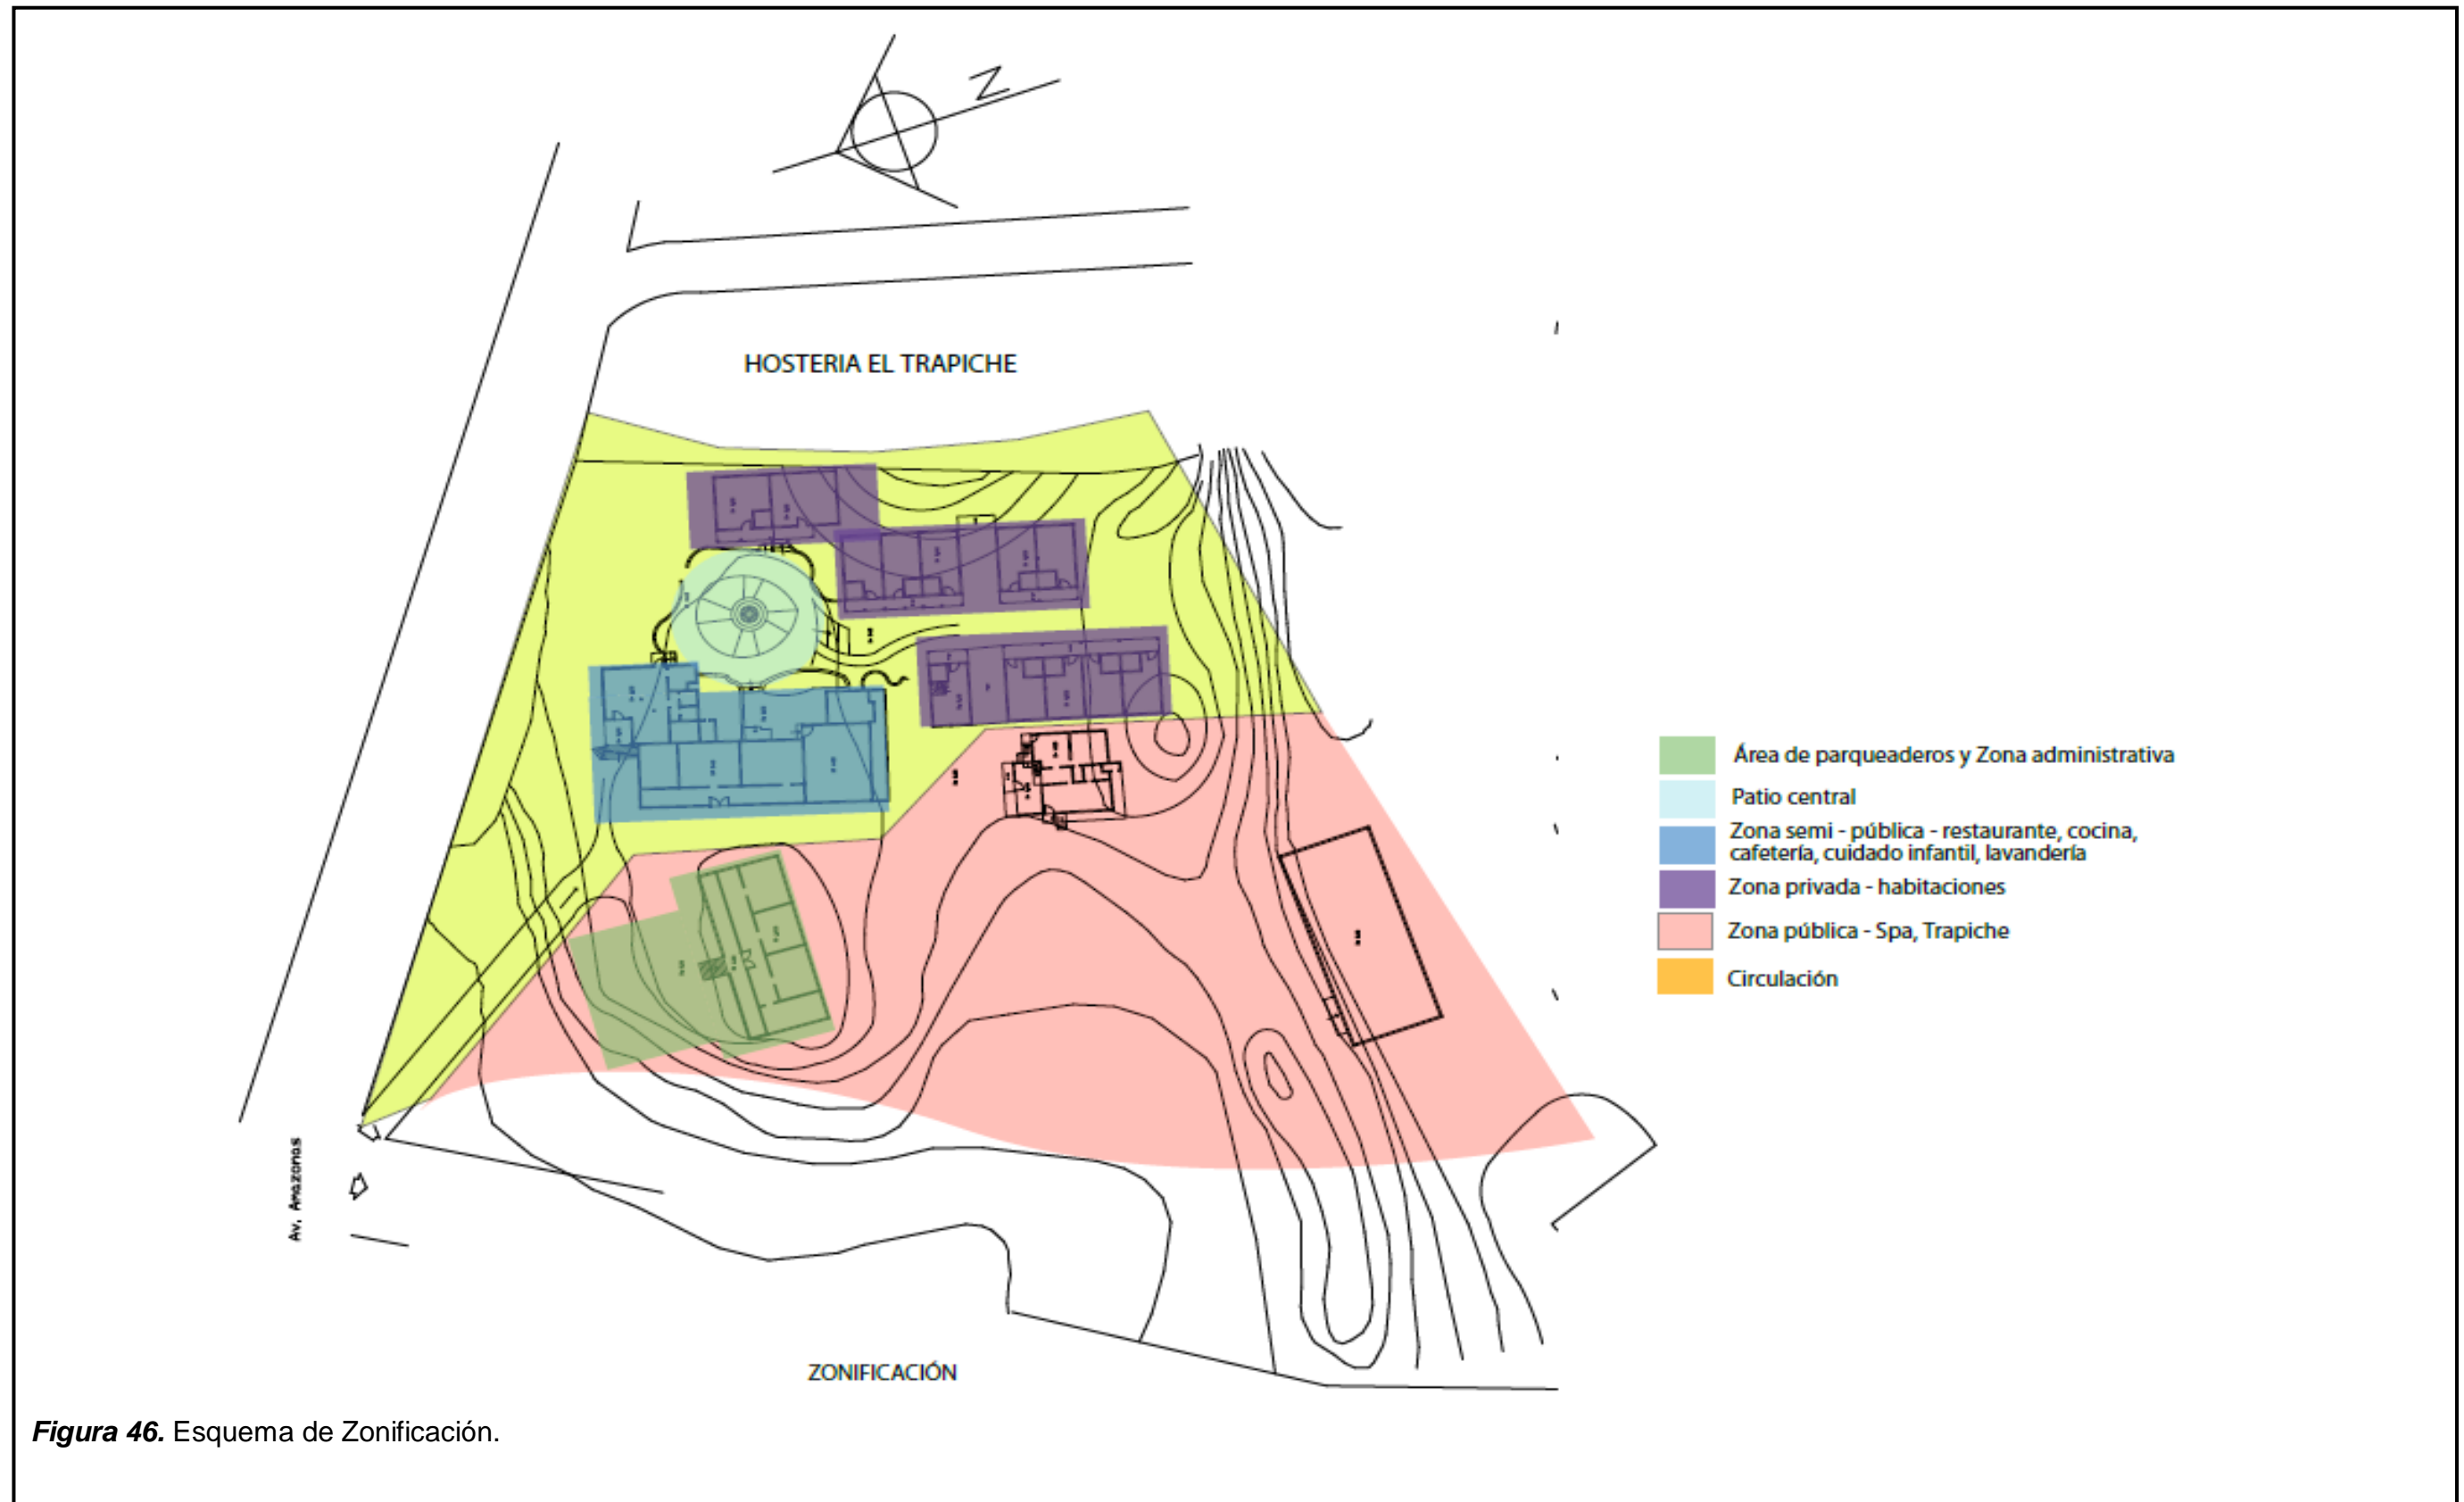 N
HOSTERIA EL TRAPICHE
Área de parqueaderos y Zona administrativa
Patio central
Zona semi - pública - restaurante, cocina,
cafetería, cuidado infantil, lavandería
Zona privada - habitaciones
Zona pública - Spa, Trapiche
Circulación
Av. Amazonas
ZONIFICACIÓN
Figura 46. Esquema de Zonificación.